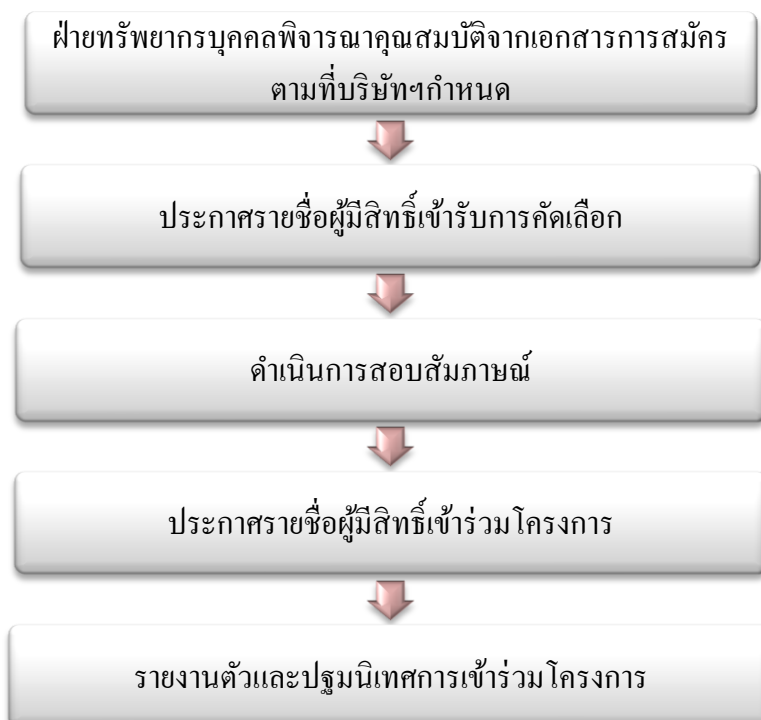 ฝ่ายทรัพยากรบุคคลพิจารณาคุณสมบัติจากเอกสารการสมัคร
ตามที่บริษัทฯกำหนด
ประกาศรายชื่อผู้มีสิทธิ์เข้ารับการคัดเลือก
ดำเนินการสอบสัมภาษณ์
ประกาศรายชื่อผู้มีสิทธิ์เข้าร่วมโครงการ
รายงานตัวและปฐมนิเทศการเข้าร่วมโครงการ